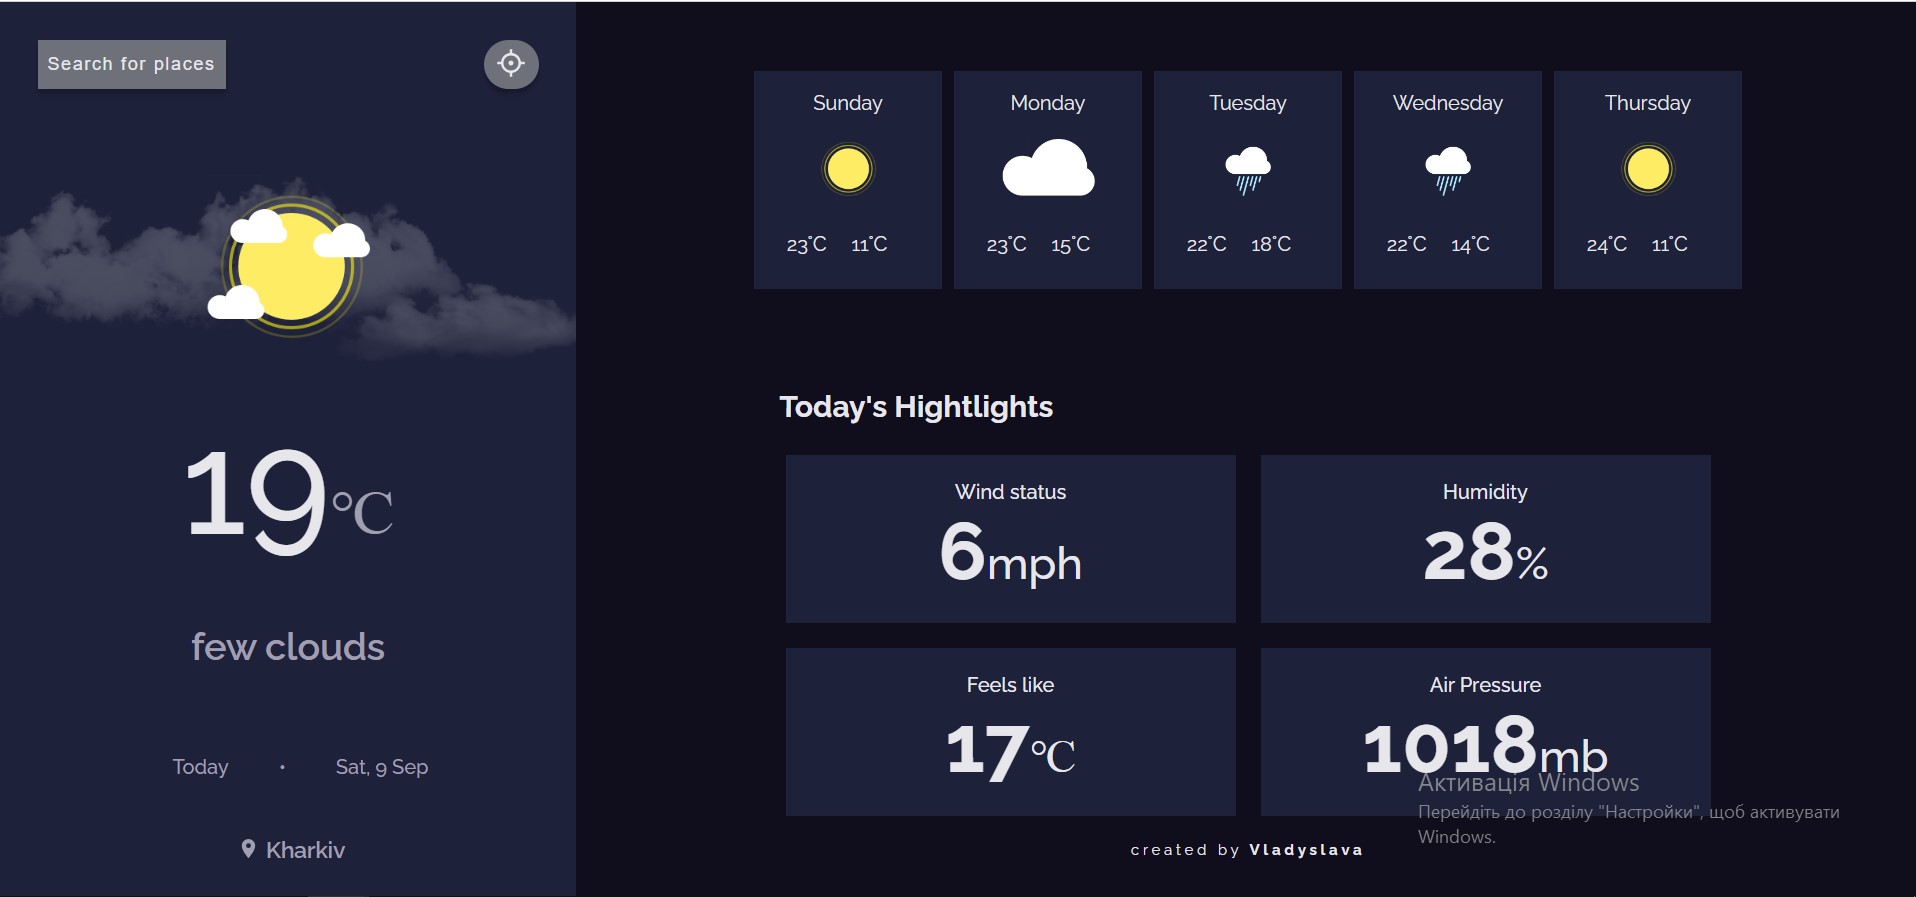 Search for places
19℃
few clouds
Today • Sat, 9 Sep
Kharkiv
Sunday
23°C 11°C
Monday
23°C 15°C
Tuesday
22°C 18°C
Wednesday
22°C 14°C
Thursday
24°C 11°C
Today's Hightlights
Wind status
6mph
Humidity
28%
Feels like
17℃
Air Pressure
1018mb
created by Vladyslava
Активація Windows
Перейдіть до розділу "Настройки", щоб активувати
Windows.